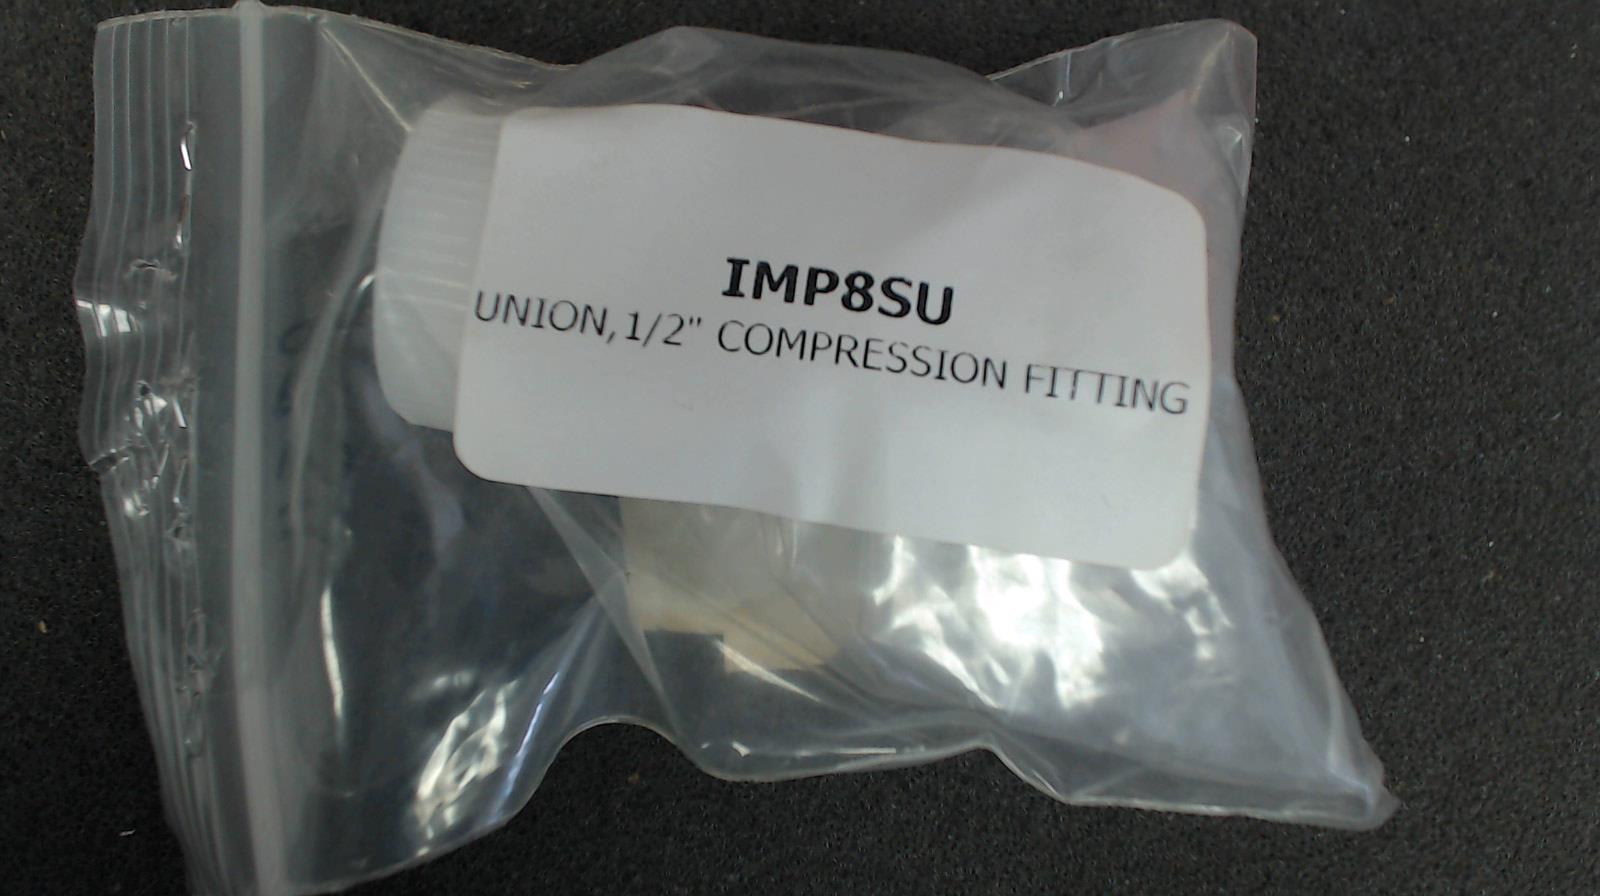 IMP8SU
UNION, 1/2" COMPRESSION FITTING